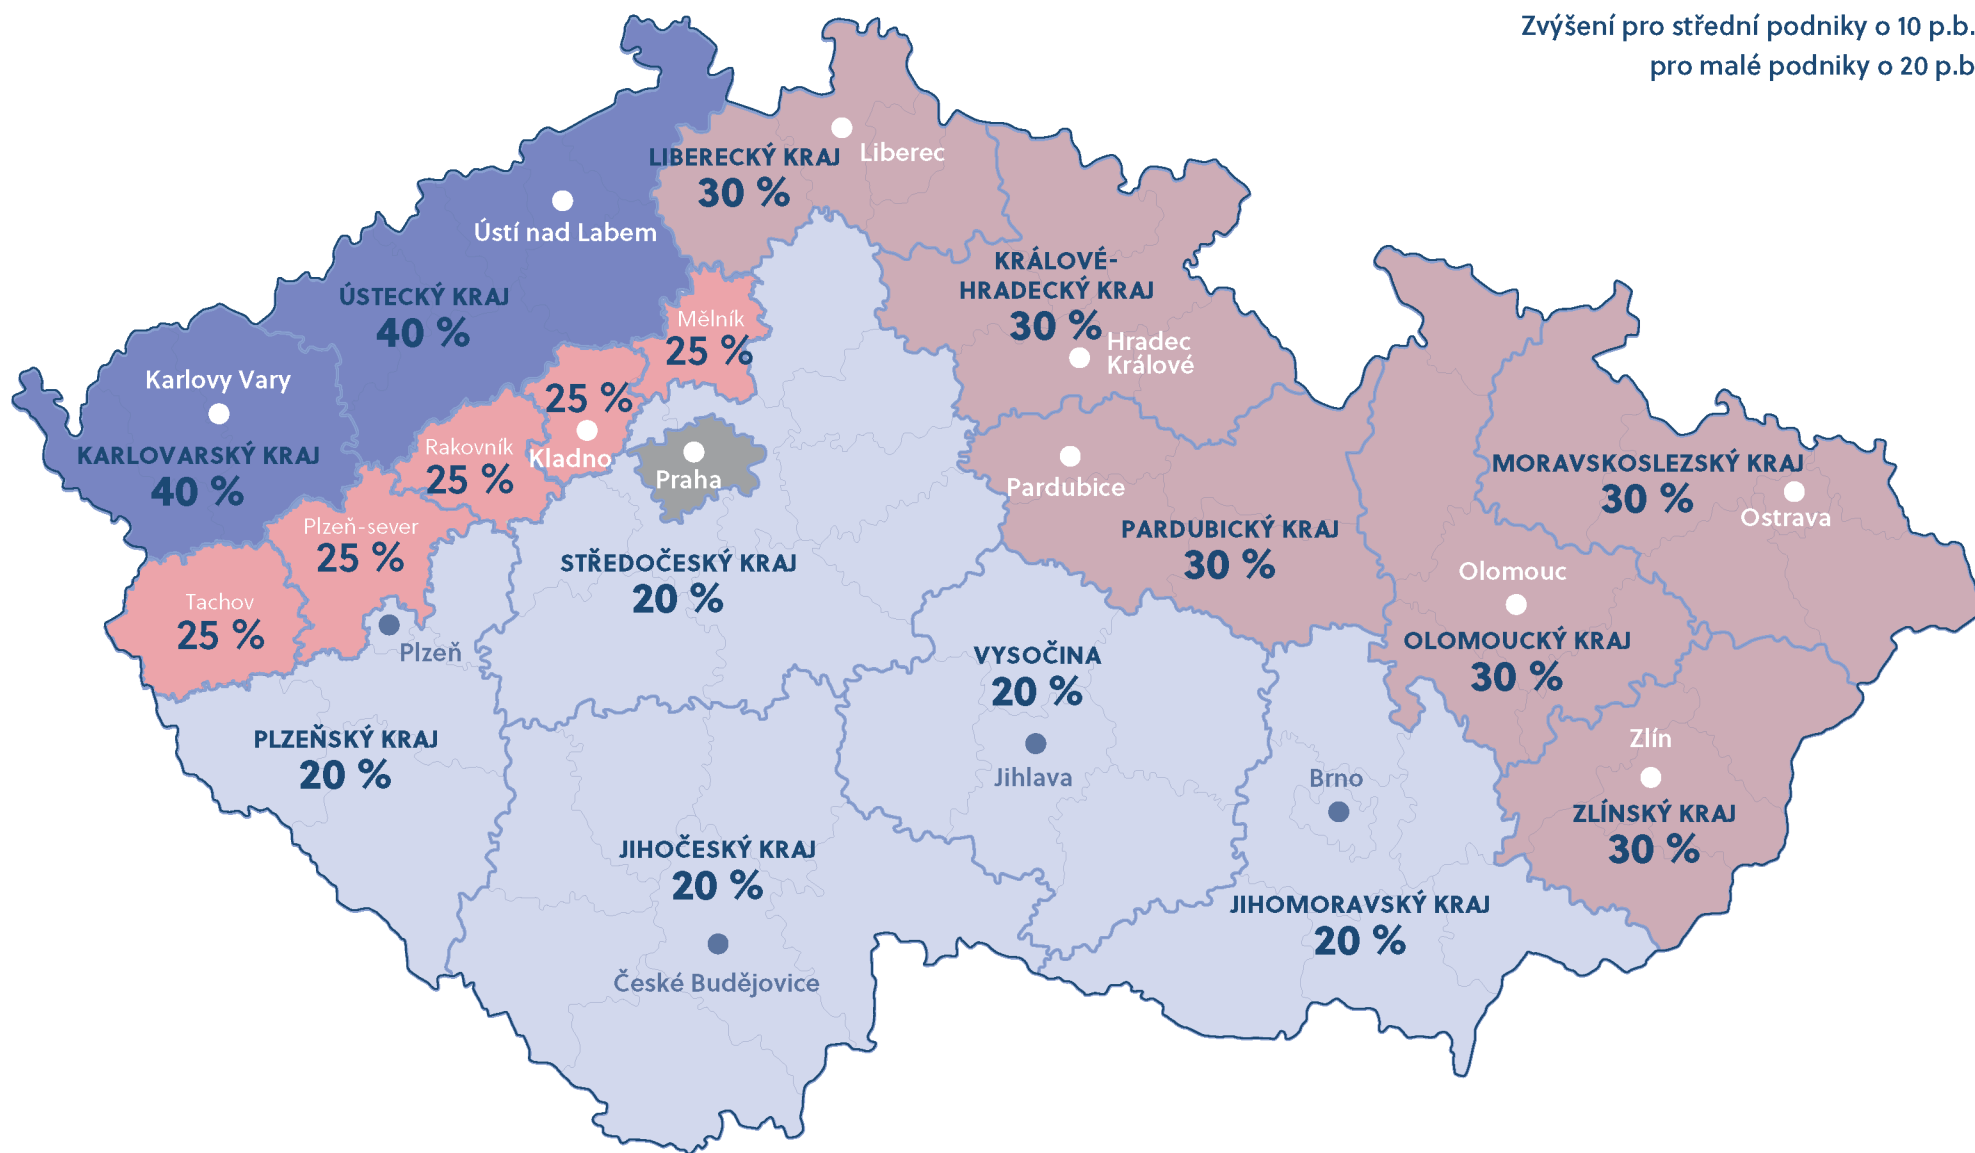 Zvýšení pro střední podniky o 10 p.b.
pro malé podniky o 20 p.b
LIBERECKÝ KRAJ
30 %
Liberec
Ústí nad Labem
ÚSTECKÝ KRAJ
40 %
KRÁLOVÉ-
HRADECKÝ KRAJ
30 %
Hradec
Králové
Mělník
25 %
Karlovy Vary
KARLOVARSKÝ KRAJ
40 %
25 %
Kladno
Rakovník
25 %
Praha
Pardubice
PARDUBICKÝ KRAJ
30 %
MORAVSKOSLEZSKÝ KRAJ
30 %
Ostrava
Plzeň-sever
25 %
Tachov
25 %
Plzeň
STŘEDOČESKÝ KRAJ
20 %
Olomouc
OLOMOUCKÝ KRAJ
30 %
VYSOČINA
20 %
Jihlava
PLZEŇSKÝ KRAJ
20 %
Brno
Zlín
ZLÍNSKÝ KRAJ
30 %
JIHOČESKÝ KRAJ
20 %
České Budějovice
JIHOMORAVSKÝ KRAJ
20 %